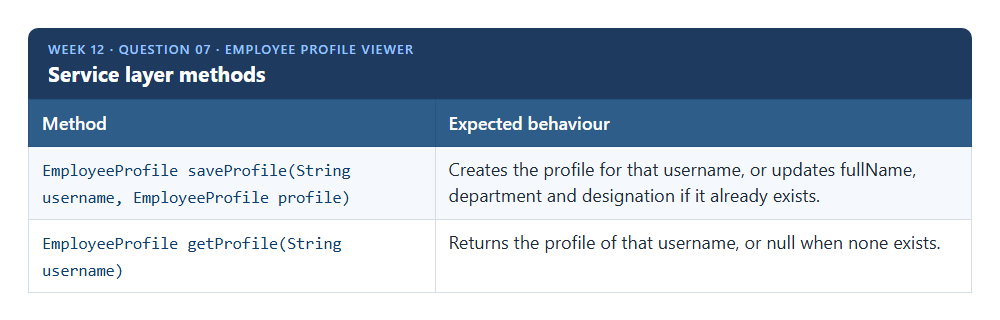 WEEK 12 · QUESTION 07 · EMPLOYEE PROFILE VIEWER
Service layer methods
Method
Expected behaviour
EmployeeProfile saveProfile(String
username, EmployeeProfile profile)
Creates the profile for that username, or updates fullName,
department and designation if it already exists.
EmployeeProfile getProfile(String
username)
Returns the profile of that username, or null when none exists.